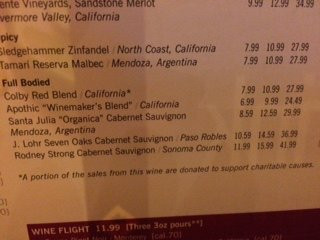 ente Vineyards, Sandstone Merlot 9.99 12.99 34.99
ivermore Valley, California
picy
Sledgehammer Zinfandel / North Coast, California 7.99 10.99 27.99
Tamari Reserva Malbec / Mendoza, Argentina 7.99 10.99 27.99
Full Bodied
Colby Red Blend / California* 7.99 10.99 27.99
Apothic "Winemaker's Blend" / California 6.99 9.99 24.49
Santa Julia "Organica" Cabernet Sauvignon 8.59 12.59 29.99
Mendoza, Argentina
J. Lohr Seven Oaks Cabernet Sauvignon / Paso Robles 10.59 14.59 36.99
Rodney Strong Cabernet Sauvignon / Sonoma County 11.99 15.99 41.99
*A portion of the sales from this wine are donated to support charitable causes.
WINE FLIGHT 11.99 [Three 3oz pours**]